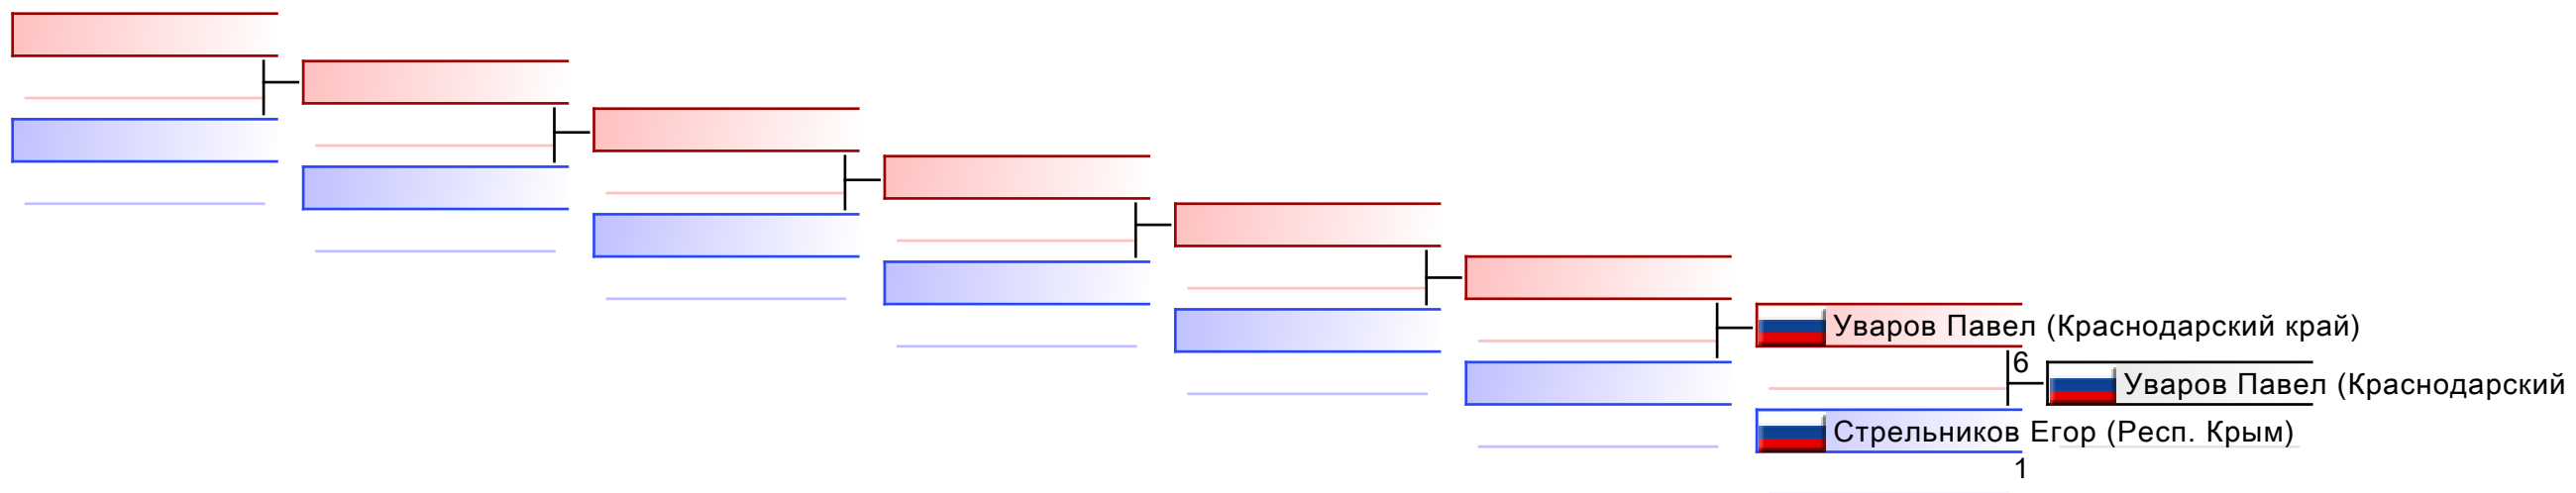 Уваров Павел (Краснодарский край)
6
Уваров Павел (Краснодарский
Стрельников Егор (Респ. Крым)
1